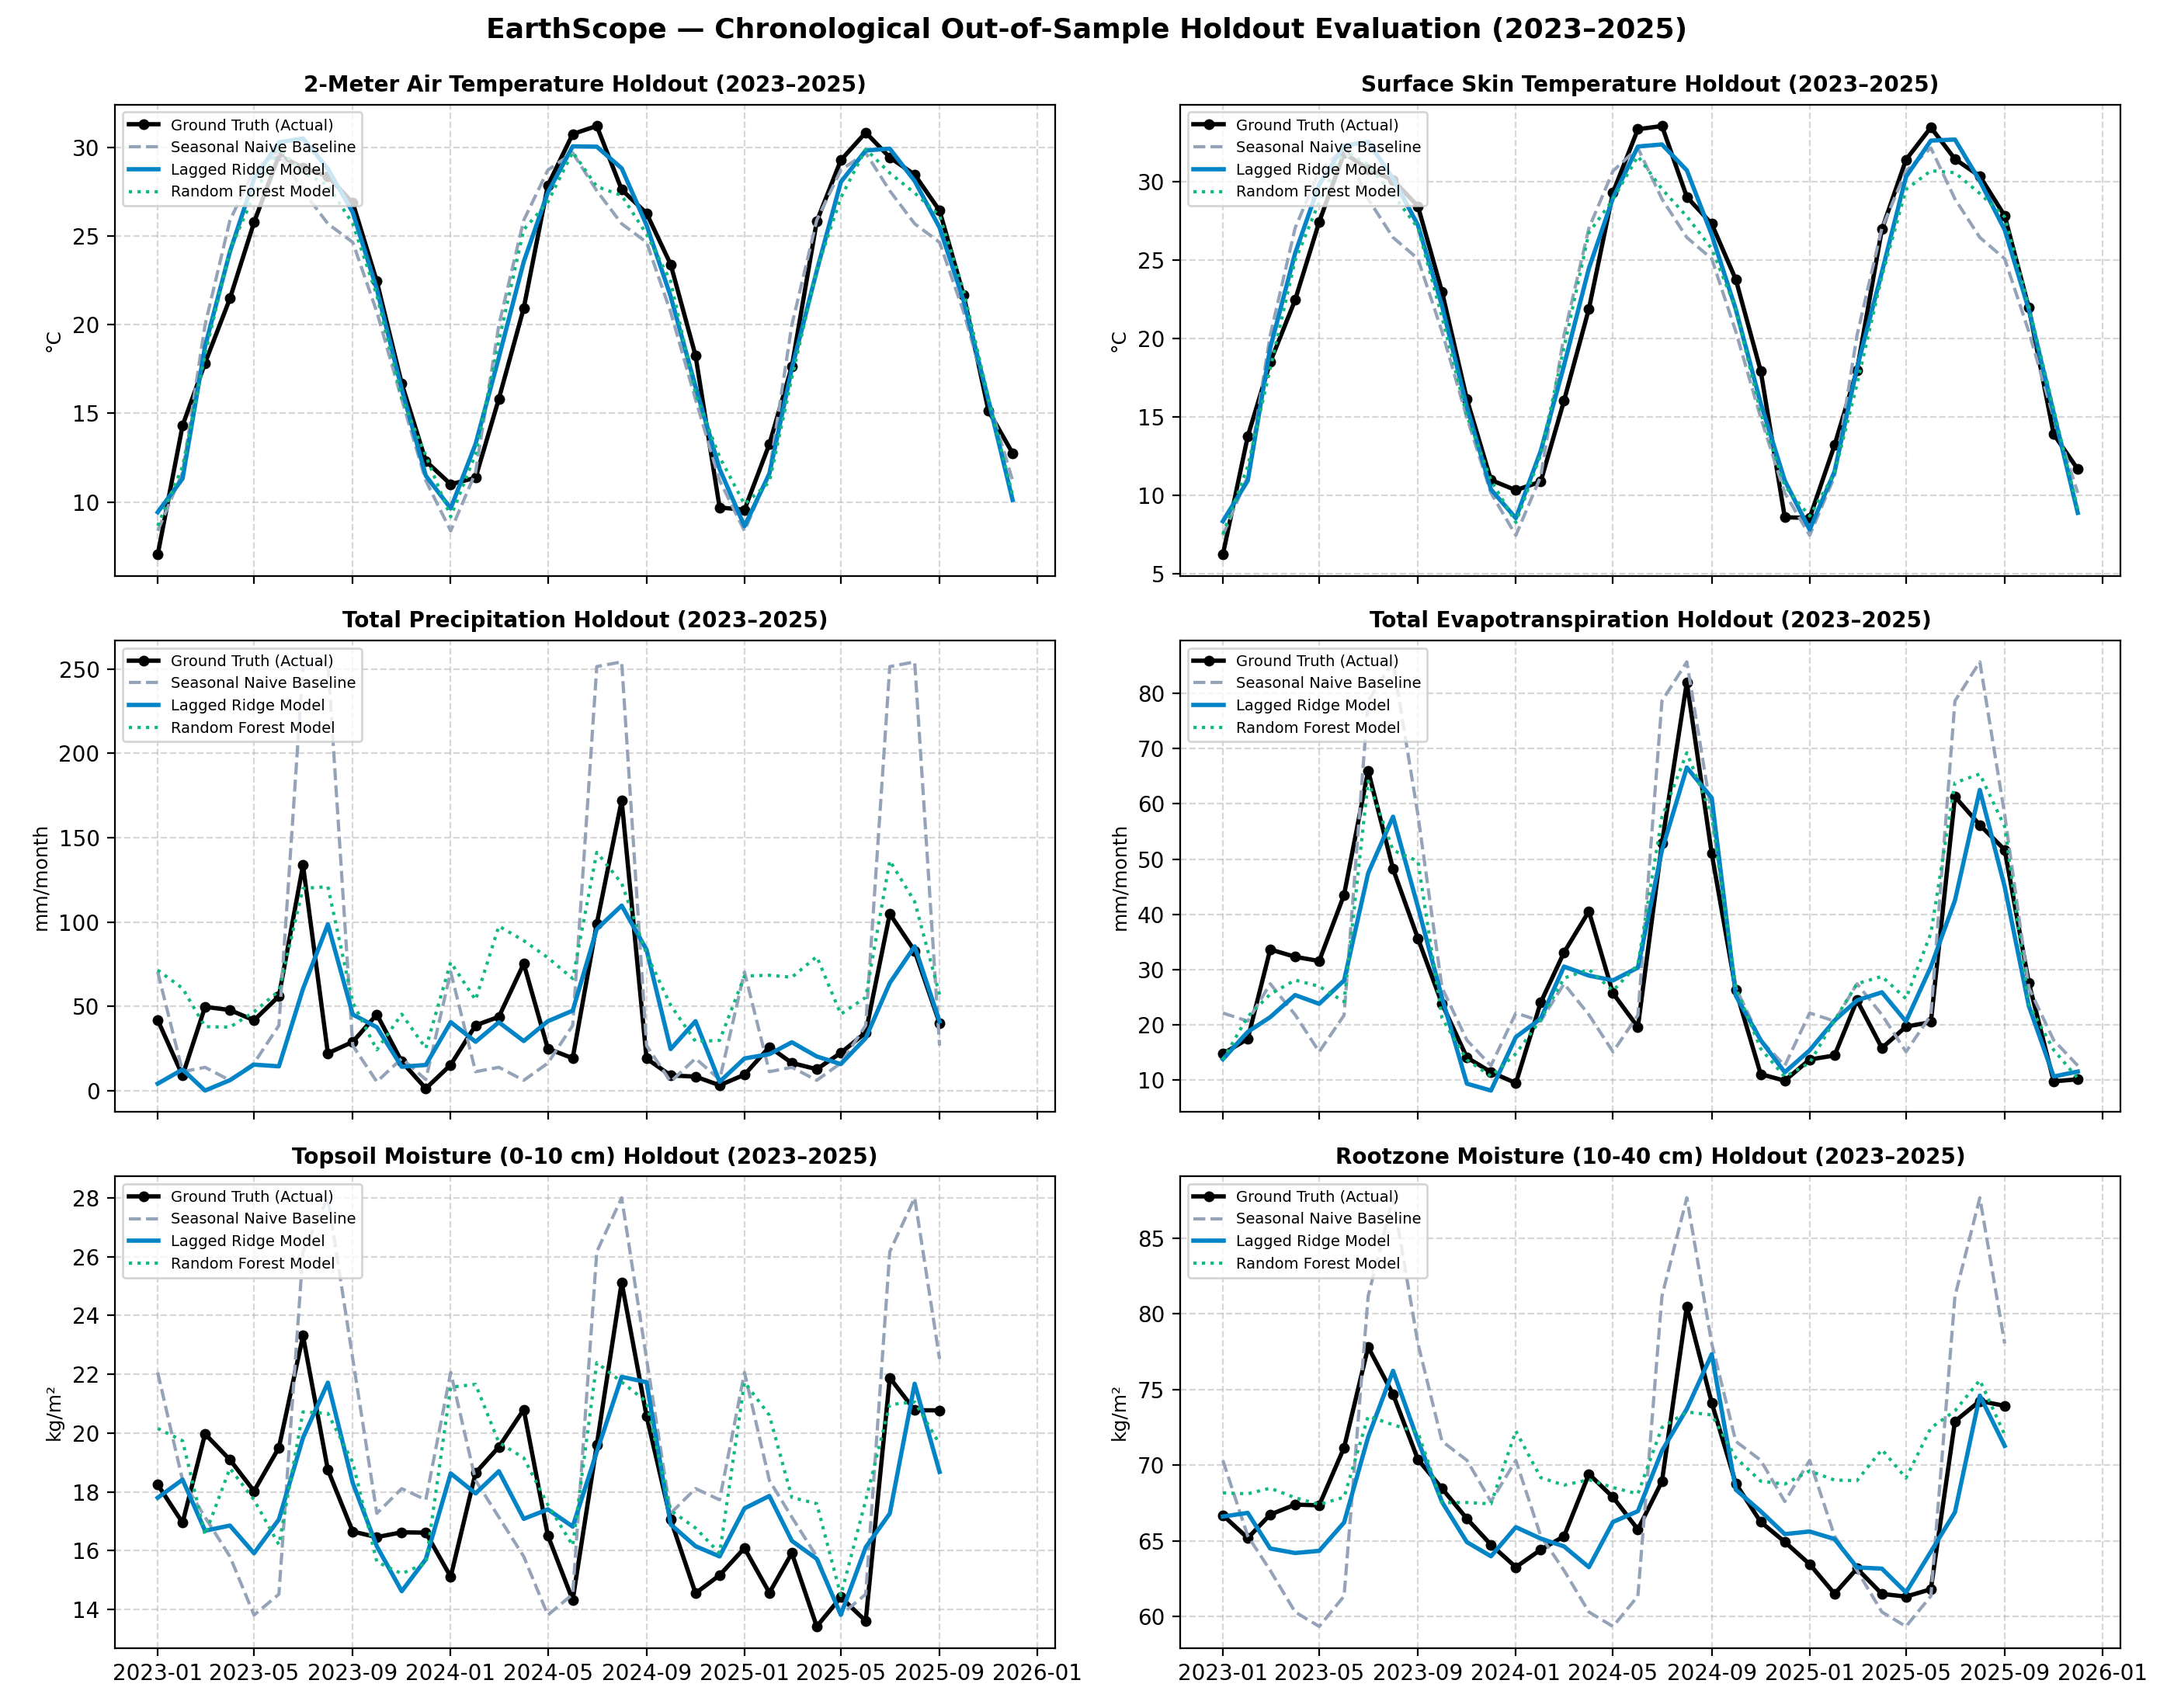 EarthScope — Chronological Out-of-Sample Holdout Evaluation (2023–2025)
2-Meter Air Temperature Holdout (2023–2025)
°C
30
25
20
15
10
Ground Truth (Actual)
Seasonal Naive Baseline
Lagged Ridge Model
Random Forest Model
Surface Skin Temperature Holdout (2023–2025)
°C
30
25
20
15
10
5
Ground Truth (Actual)
Seasonal Naive Baseline
Lagged Ridge Model
Random Forest Model
Total Precipitation Holdout (2023–2025)
mm/month
250
200
150
100
50
0
Ground Truth (Actual)
Seasonal Naive Baseline
Lagged Ridge Model
Random Forest Model
Total Evapotranspiration Holdout (2023–2025)
mm/month
80
70
60
50
40
30
20
10
Ground Truth (Actual)
Seasonal Naive Baseline
Lagged Ridge Model
Random Forest Model
Topsoil Moisture (0-10 cm) Holdout (2023–2025)
kg/m²
28
26
24
22
20
18
16
14
Ground Truth (Actual)
Seasonal Naive Baseline
Lagged Ridge Model
Random Forest Model
2023-01 2023-05 2023-09 2024-01 2024-05 2024-09 2025-01 2025-05 2025-09 2026-01
Rootzone Moisture (10-40 cm) Holdout (2023–2025)
kg/m²
85
80
75
70
65
60
Ground Truth (Actual)
Seasonal Naive Baseline
Lagged Ridge Model
Random Forest Model
2023-01 2023-05 2023-09 2024-01 2024-05 2024-09 2025-01 2025-05 2025-09 2026-01